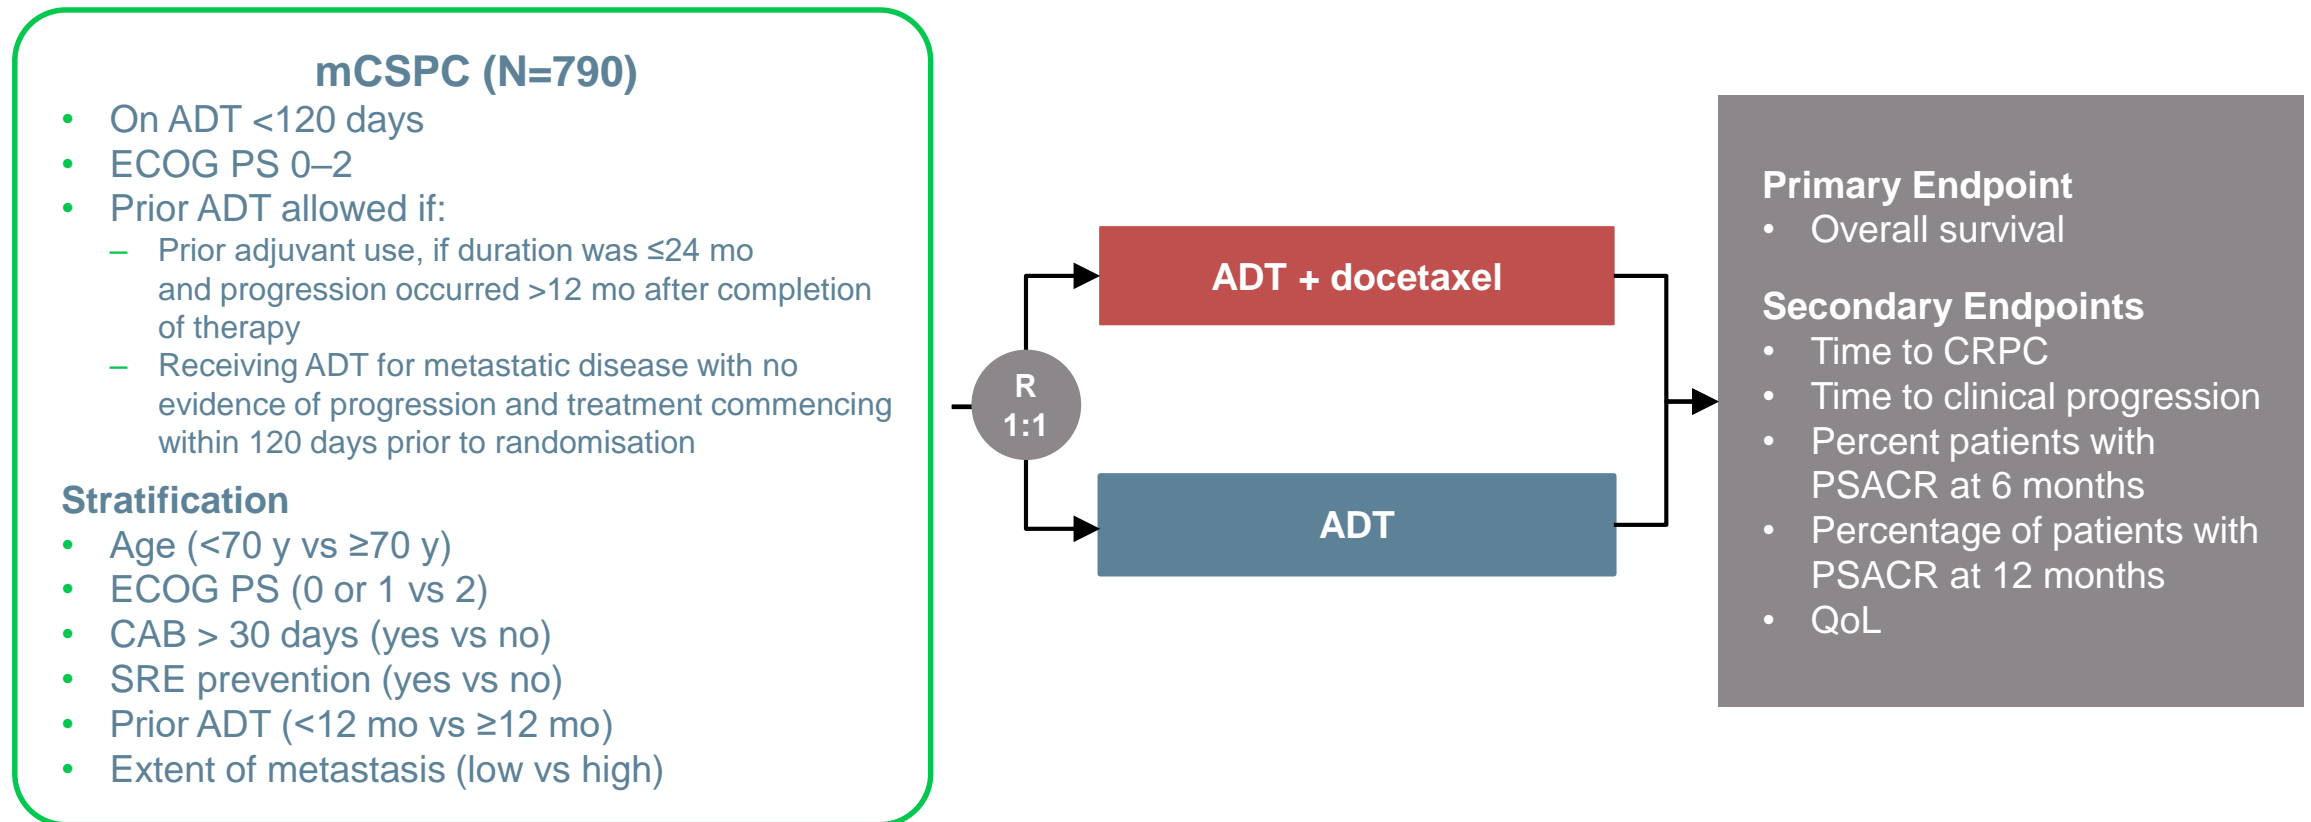 mCSPC (N=790)
• On ADT <120 days
• ECOG PS 0–2
• Prior ADT allowed if:
– Prior adjuvant use, if duration was ≤24 mo
and progression occurred >12 mo after completion
of therapy
– Receiving ADT for metastatic disease with no
evidence of progression and treatment commencing
within 120 days prior to randomisation
Stratification
• Age (<70 y vs ≥70 y)
• ECOG PS (0 or 1 vs 2)
• CAB > 30 days (yes vs no)
• SRE prevention (yes vs no)
• Prior ADT (<12 mo vs ≥12 mo)
• Extent of metastasis (low vs high)
R
1:1
ADT + docetaxel
ADT
Primary Endpoint
• Overall survival
Secondary Endpoints
• Time to CRPC
• Time to clinical progression
• Percent patients with
PSACR at 6 months
• Percentage of patients with
PSACR at 12 months
• QoL